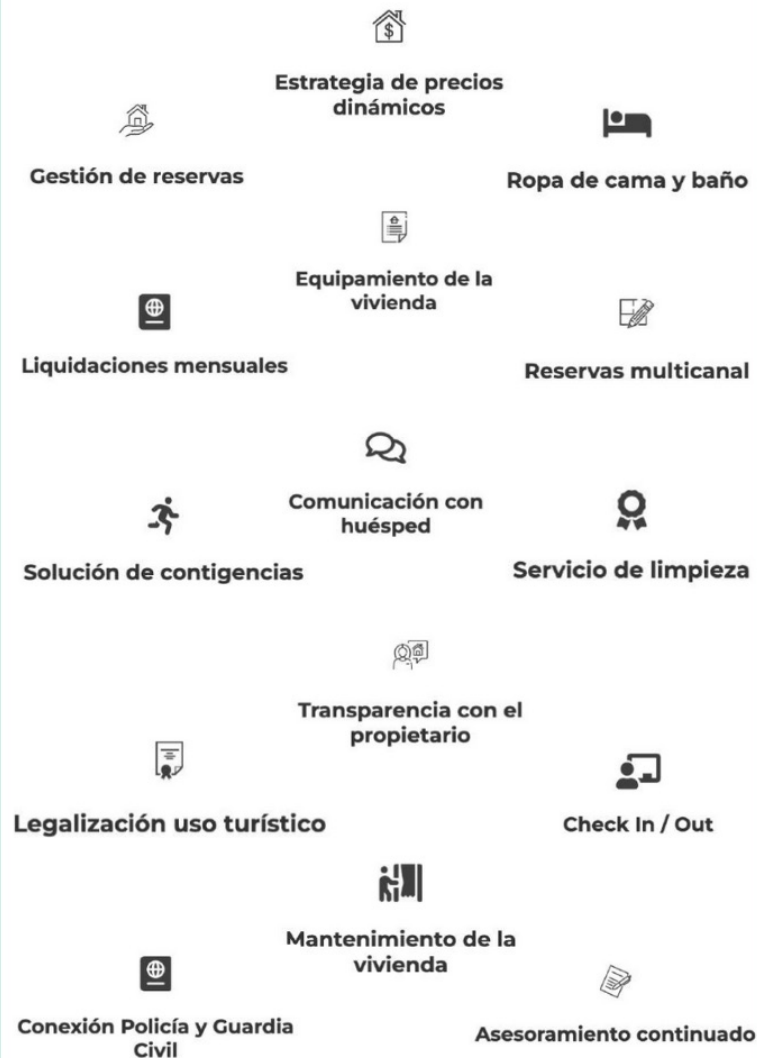 Estrategia de precios
dinámicos
Gestión de reservas
Ropa de cama y baño
Equipamiento de la
vivienda
Liquidaciones mensuales
Reservas multicanal
Comunicación con
huésped
Solución de contigencias
Servicio de limpieza
Transparencia con el
propietario
Legalización uso turístico
Check In / Out
Mantenimiento de la
vivienda
Conexión Policía y Guardia
Civil
Asesoramiento continuado